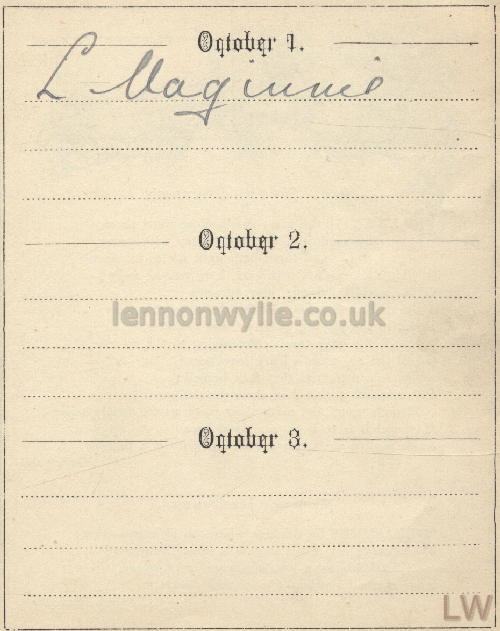 October 1.
L Maginnis
October 2.
lennonwylie.co.uk
October 3.
LW